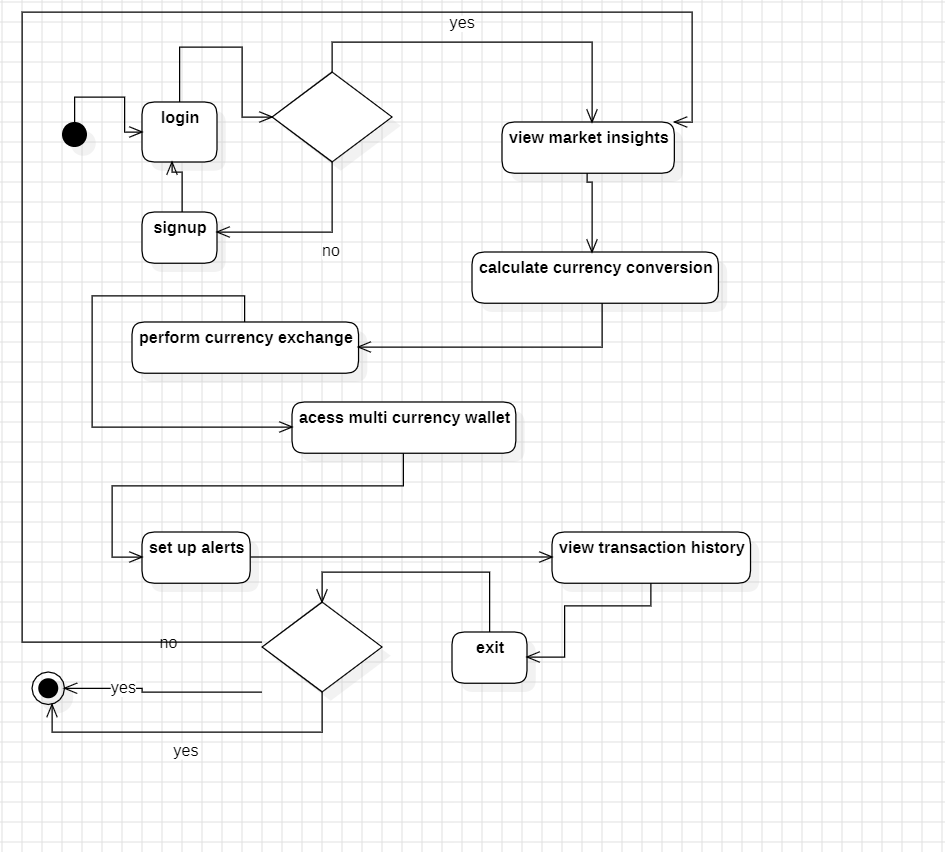 yes
login
view market insights
signup
no
calculate currency conversion
perform currency exchange
acess multi currency wallet
set up alerts
view transaction history
no
exit
yes
yes